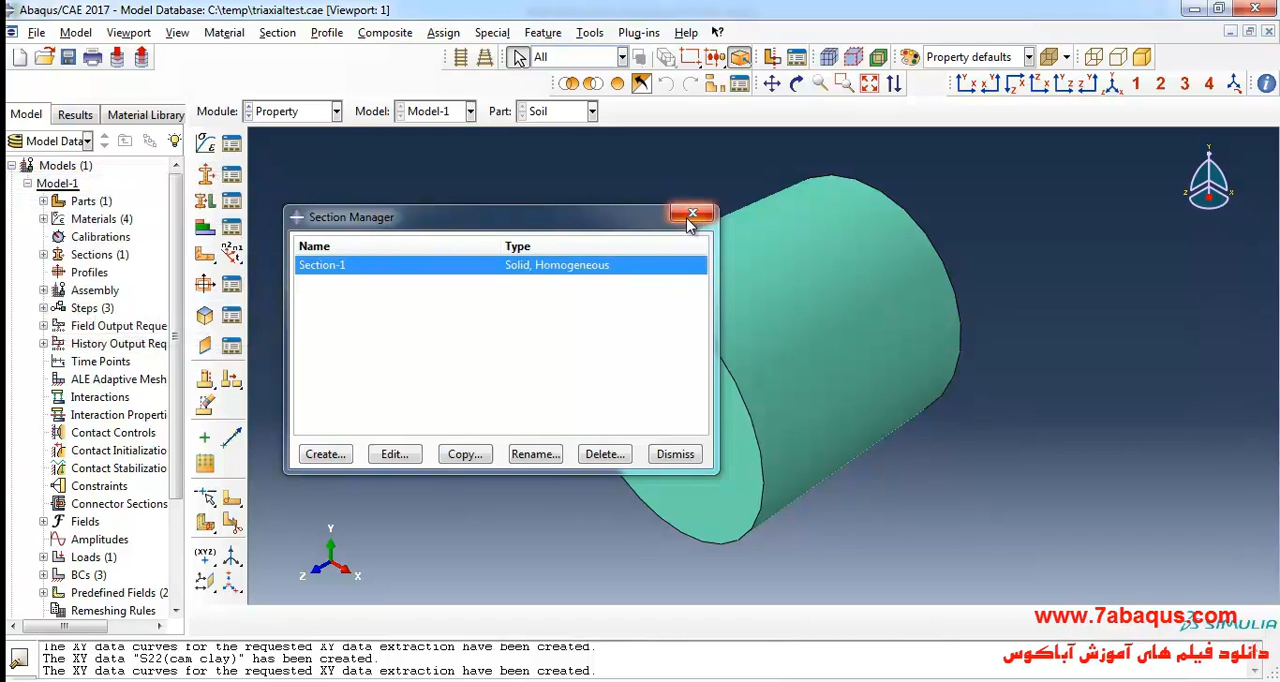 Abaqus/CAE 2017 - Model Database: C:\temp\triaxialtest.cae [Viewport: 1]
File Model Viewport View Material Section Profile Composite Assign Special Feature Tools Plug-ins Help
All
Property defaults
1 2 3 4
Model Results Material Library
Module: Property Model: Model-1 Part: Soil
Model Data
Models (1)
Model-1
Parts (1)
Materials (4)
Calibrations
Sections (1)
Profiles
Assembly
Steps (3)
Field Output Reque
History Output Req
Time Points
ALE Adaptive Mesh
Interactions
Interaction Properti
Contact Controls
Contact Initializatio
Contact Stabilizatio
Constraints
Connector Sections
Fields
Amplitudes
Loads (1)
BCs (3)
Predefined Fields (2
Remeshing Rules
Section Manager
Name Type
Section-1 Solid, Homogeneous
Create... Edit... Copy... Rename... Delete... Dismiss
Y
Z X
Y
Z X
www.7abaqus.com
SIMULIA
دانلود فیلم های آموزش آباکوس
The XY data curves for the requested XY data extraction have been created.
The XY data "S22(cam clay)" has been created.
The XY data curves for the requested XY data extraction have been created.